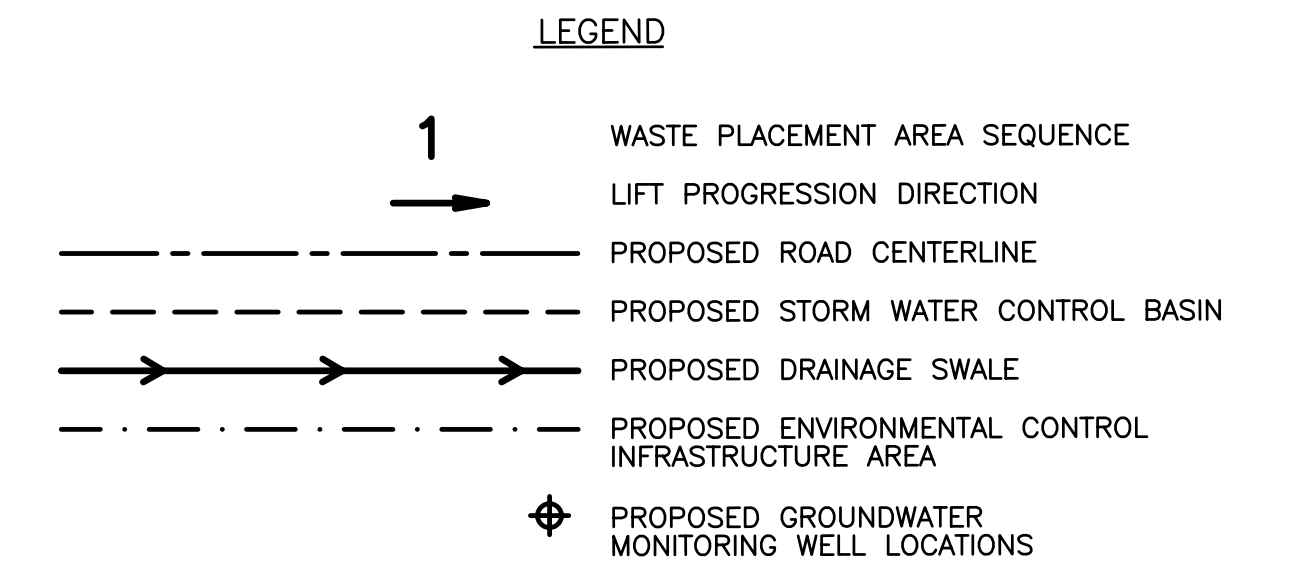 LEGEND
1 WASTE PLACEMENT AREA SEQUENCE
LIFT PROGRESSION DIRECTION
PROPOSED ROAD CENTERLINE
PROPOSED STORM WATER CONTROL BASIN
PROPOSED DRAINAGE SWALE
PROPOSED ENVIRONMENTAL CONTROL
INFRASTRUCTURE AREA
PROPOSED GROUNDWATER
MONITORING WELL LOCATIONS